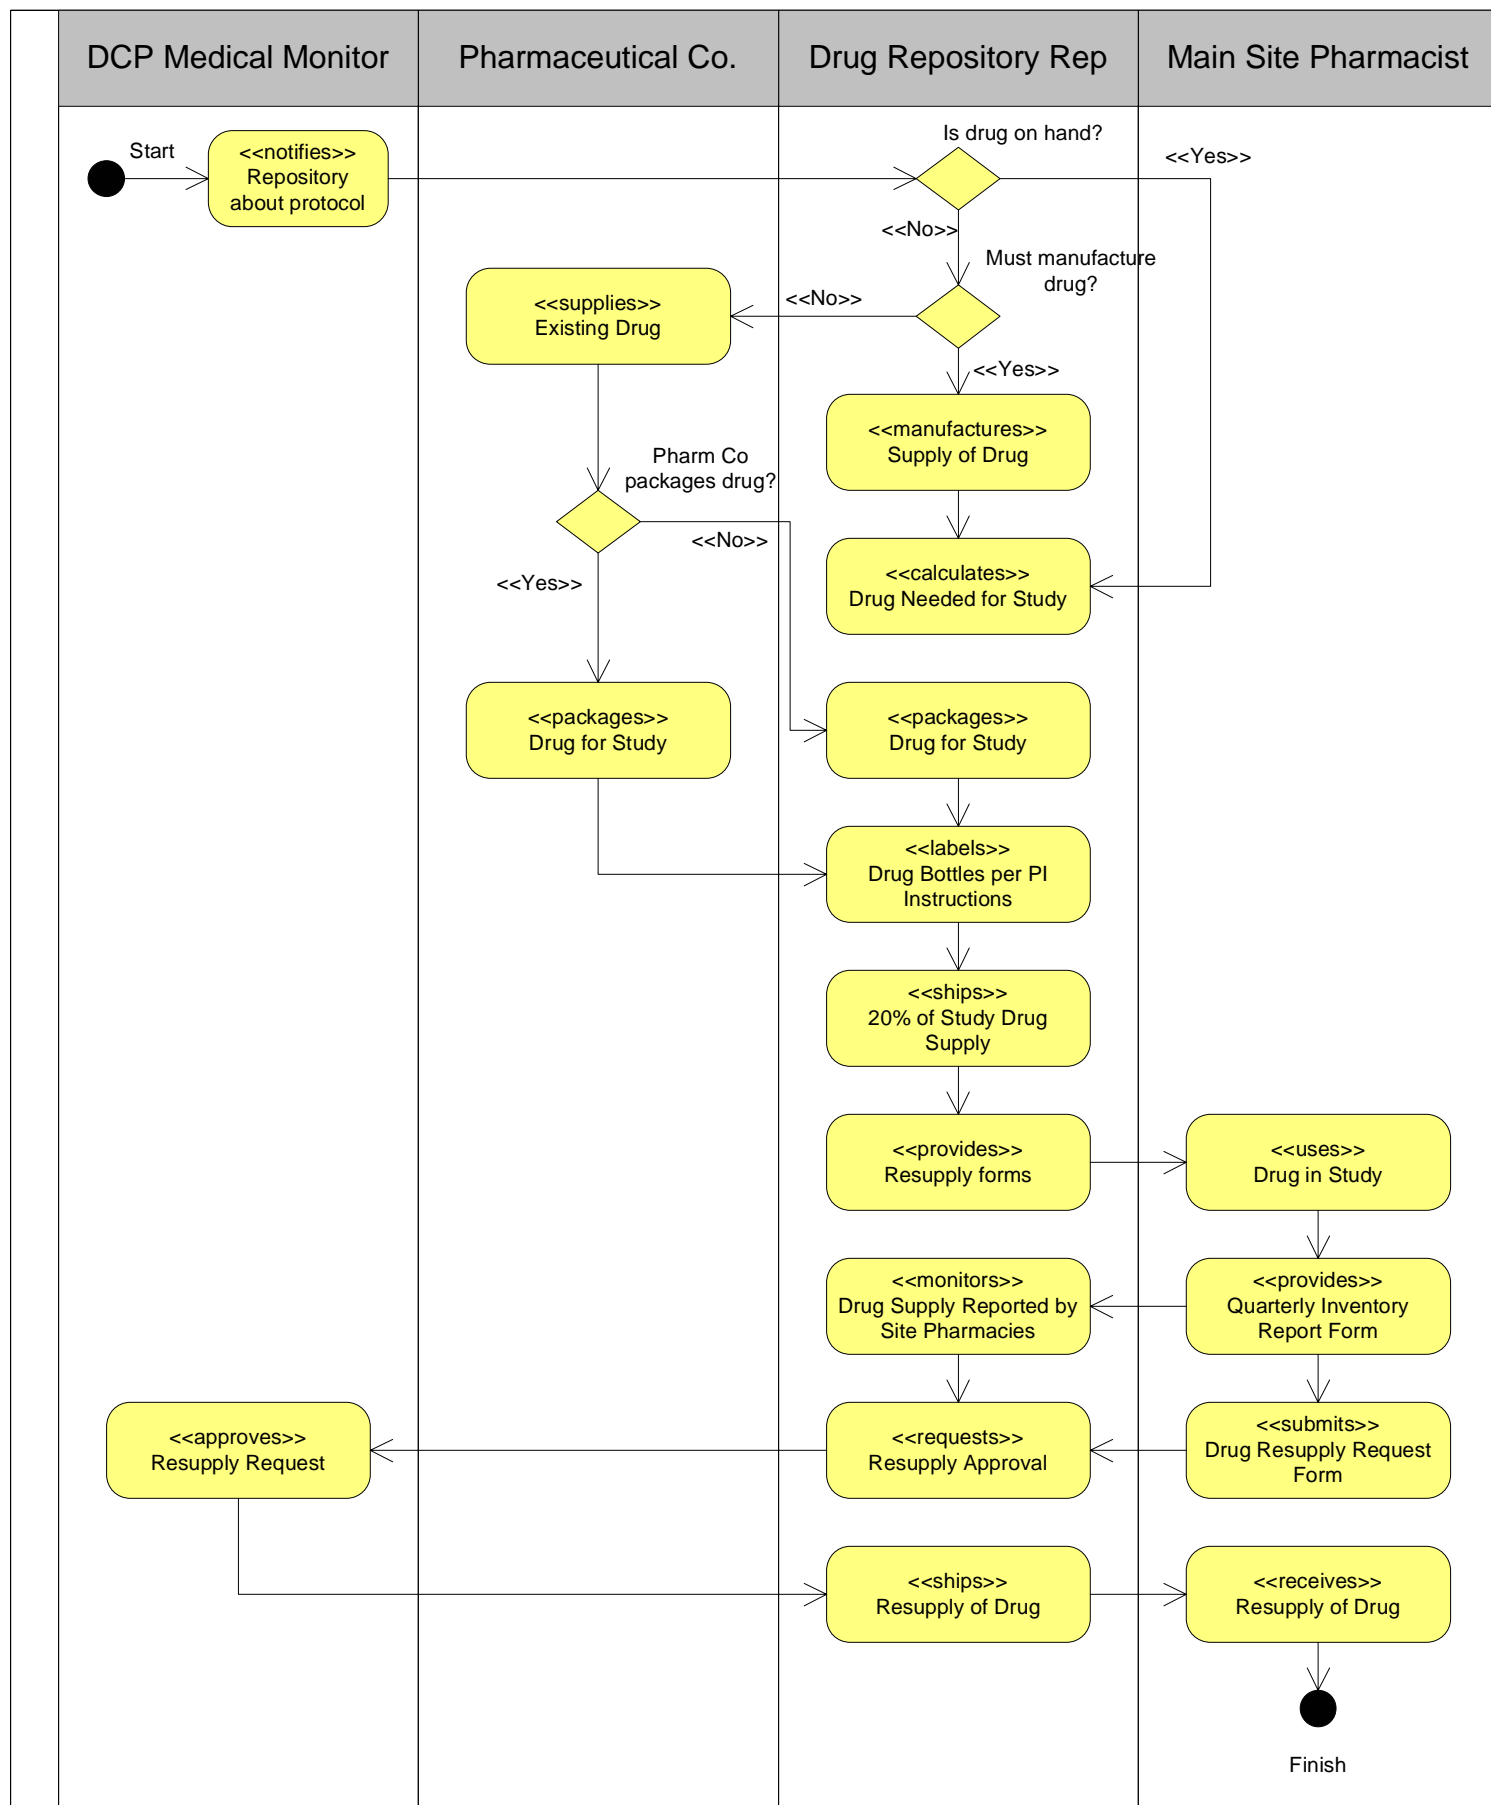 DCP Medical Monitor
Pharmaceutical Co.
Drug Repository Rep
Main Site Pharmacist
Start
<<notifies>>
Repository
about protocol
Is drug on hand?
<<Yes>>
<<No>>
Must manufacture
drug?
<<No>>
<<supplies>>
Existing Drug
<<Yes>>
<<manufactures>>
Supply of Drug
Pharm Co
packages drug?
<<No>>
<<Yes>>
<<calculates>>
Drug Needed for Study
<<packages>>
Drug for Study
<<packages>>
Drug for Study
<<labels>>
Drug Bottles per PI
Instructions
<<ships>>
20% of Study Drug
Supply
<<provides>>
Resupply forms
<<uses>>
Drug in Study
<<monitors>>
Drug Supply Reported by
Site Pharmacies
<<provides>>
Quarterly Inventory
Report Form
<<approves>>
Resupply Request
<<requests>>
Resupply Approval
<<submits>>
Drug Resupply Request
Form
<<ships>>
Resupply of Drug
<<receives>>
Resupply of Drug
Finish